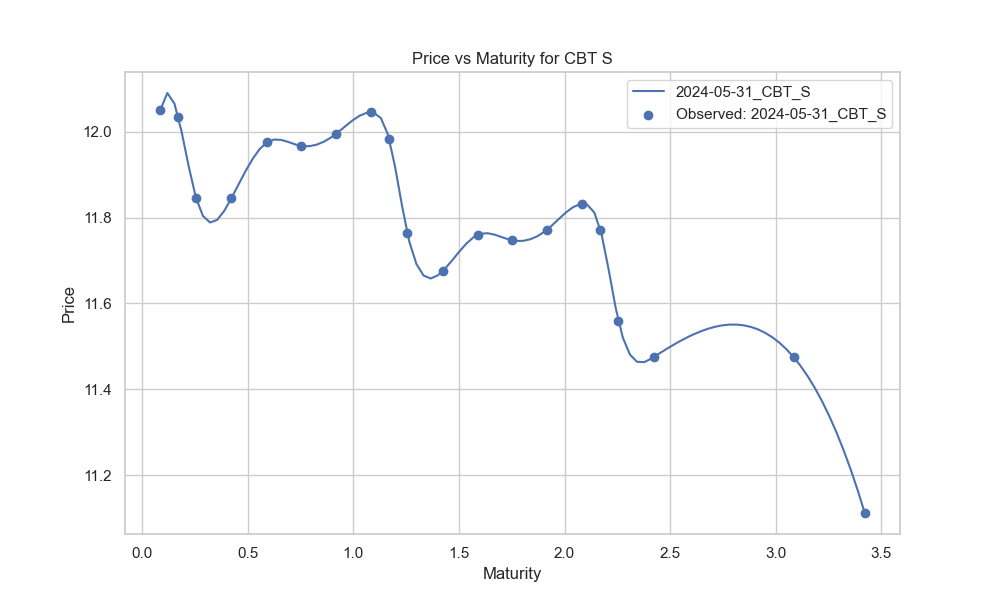 Price vs Maturity for CBT S
2024-05-31_CBT_S
Observed: 2024-05-31_CBT_S
Price
12.0
11.8
11.6
11.4
11.2
0.0 0.5 1.0 1.5 2.0 2.5 3.0 3.5
Maturity